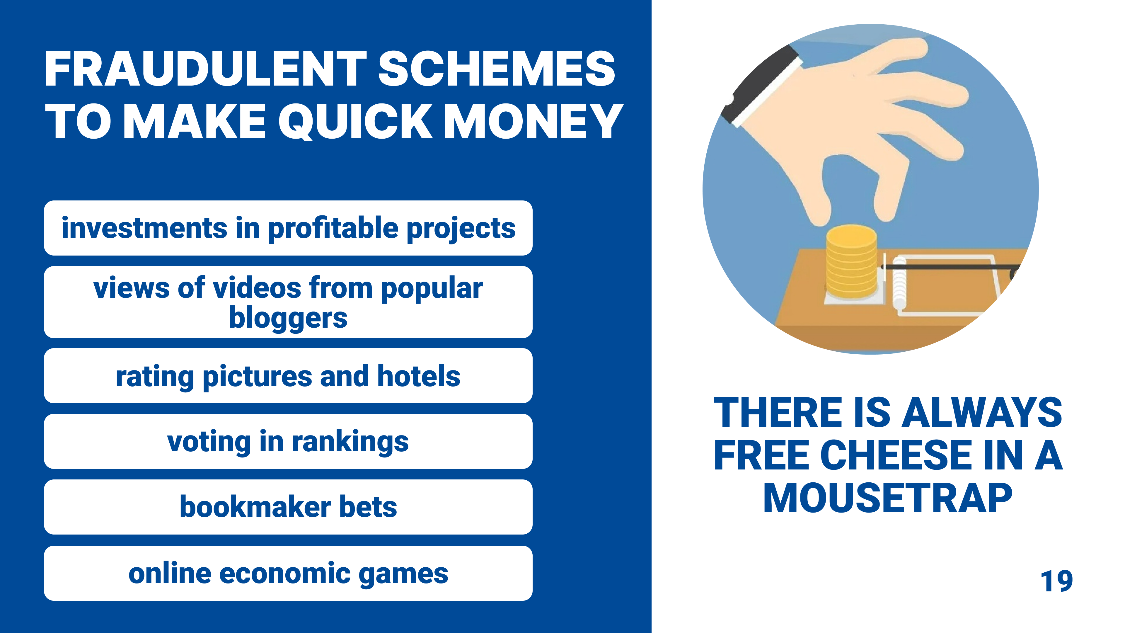 FRAUDULENT SCHEMES
TO MAKE QUICK MONEY
investments in profitable projects
views of videos from popular
bloggers
rating pictures and hotels
voting in rankings
bookmaker bets
online economic games
THERE IS ALWAYS
FREE CHEESE IN A
MOUSETRAP
19